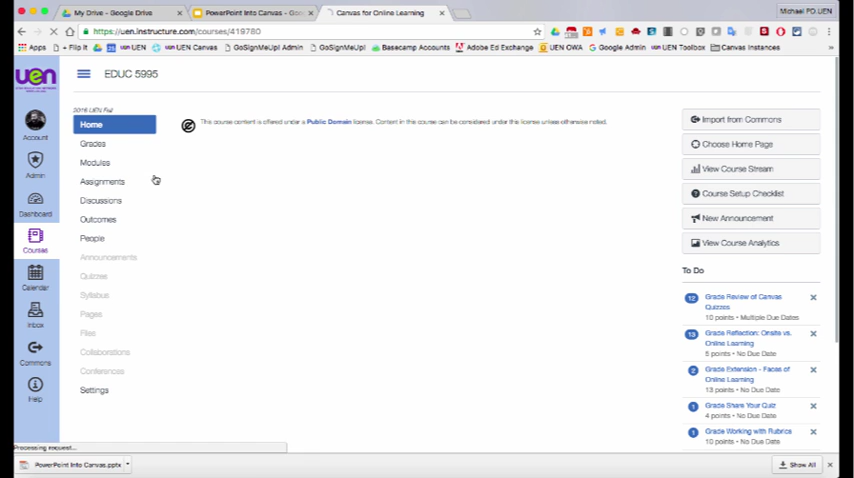 My Drive - Google Drive
PowerPoint Into Canvas - Goo
Canvas for Online Learning
Michael PD.UEN
https://uen.instructure.com/courses/419780
Apps
+ Flip it
UEN
UEN Canvas
GoSignMeUp! Admin
GoSignMeUp!
Basecamp Accounts
Adobe Ed Exchange
UEN OWA
Google Admin
UEN Toolbox
Canvas Instances
uen
EDUC 5995
Account
Admin
Dashboard
Courses
Calendar
Inbox
Commons
Help
2016 UEN Fall
Home
Grades
Modules
Assignments
Discussions
Outcomes
People
Announcements
Quizzes
Syllabus
Pages
Files
Collaborations
Conferences
Settings
This course content is offered under a Public Domain license. Content in this course can be considered under this license unless otherwise noted.
Import from Commons
Choose Home Page
View Course Stream
Course Setup Checklist
New Announcement
View Course Analytics
To Do
12 Grade Review of Canvas
Quizzes
10 points • Multiple Due Dates
13 Grade Reflection: Onsite vs.
Online Learning
5 points • No Due Date
2 Grade Extension - Faces of
Online Learning
13 points • No Due Date
1 Grade Share Your Quiz
4 points • No Due Date
1 Grade Working with Rubrics
10 points • No Due Date
Processing request...
PowerPoint Into Canvas.pptx
Show All